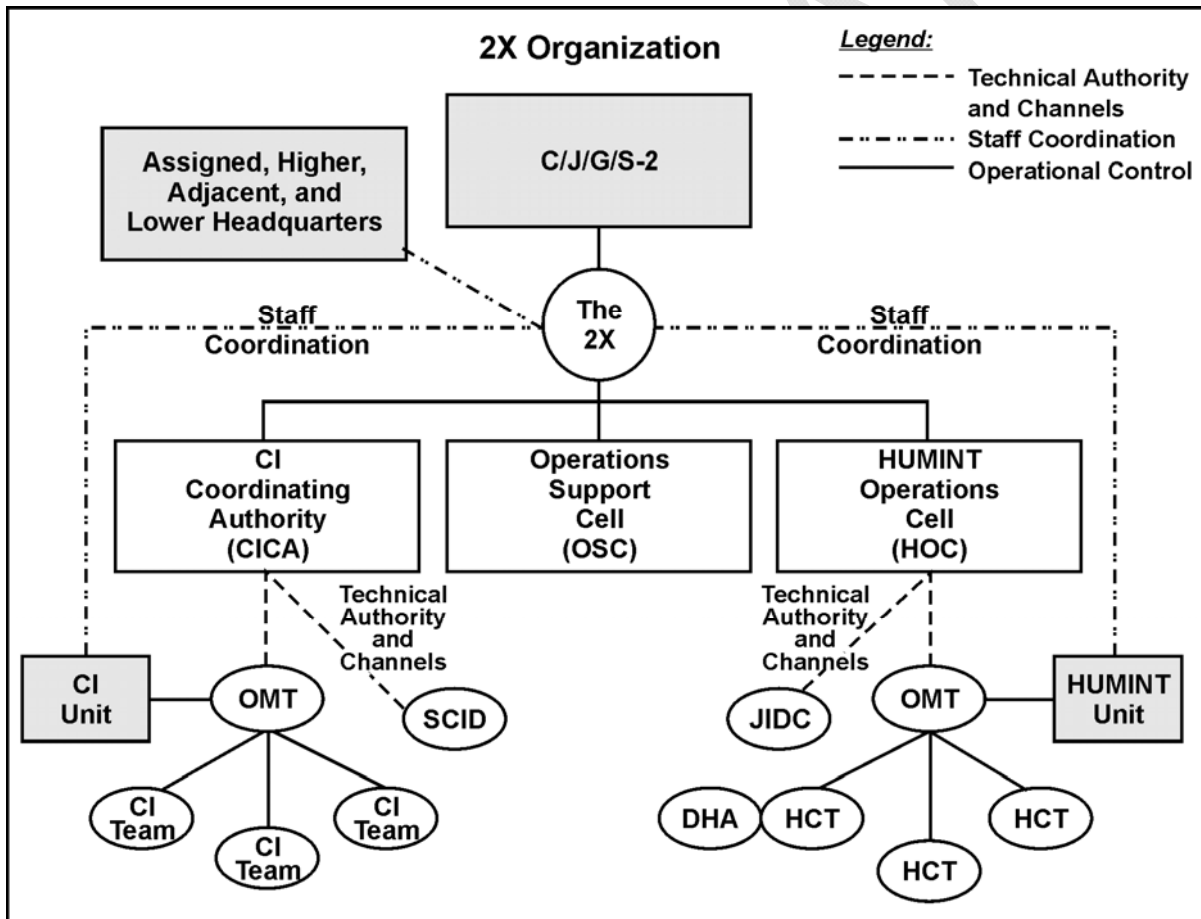 2X Organization
Legend:
Technical Authority
and Channels
Staff Coordination
Operational Control
Assigned, Higher,
Adjacent, and
Lower Headquarters
C/J/G/S-2
The
2X
Staff
Coordination
Staff
Coordination
CI
Coordinating
Authority
(CICA)
Operations
Support
Cell
(OSC)
HUMINT
Operations
Cell
(HOC)
Technical
Authority
and
Channels
Technical
Authority
and
Channels
CI
Unit
OMT
SCID
JIDC
OMT
HUMINT
Unit
CI
Team
CI
Team
CI
Team
DHA
HCT
HCT
HCT